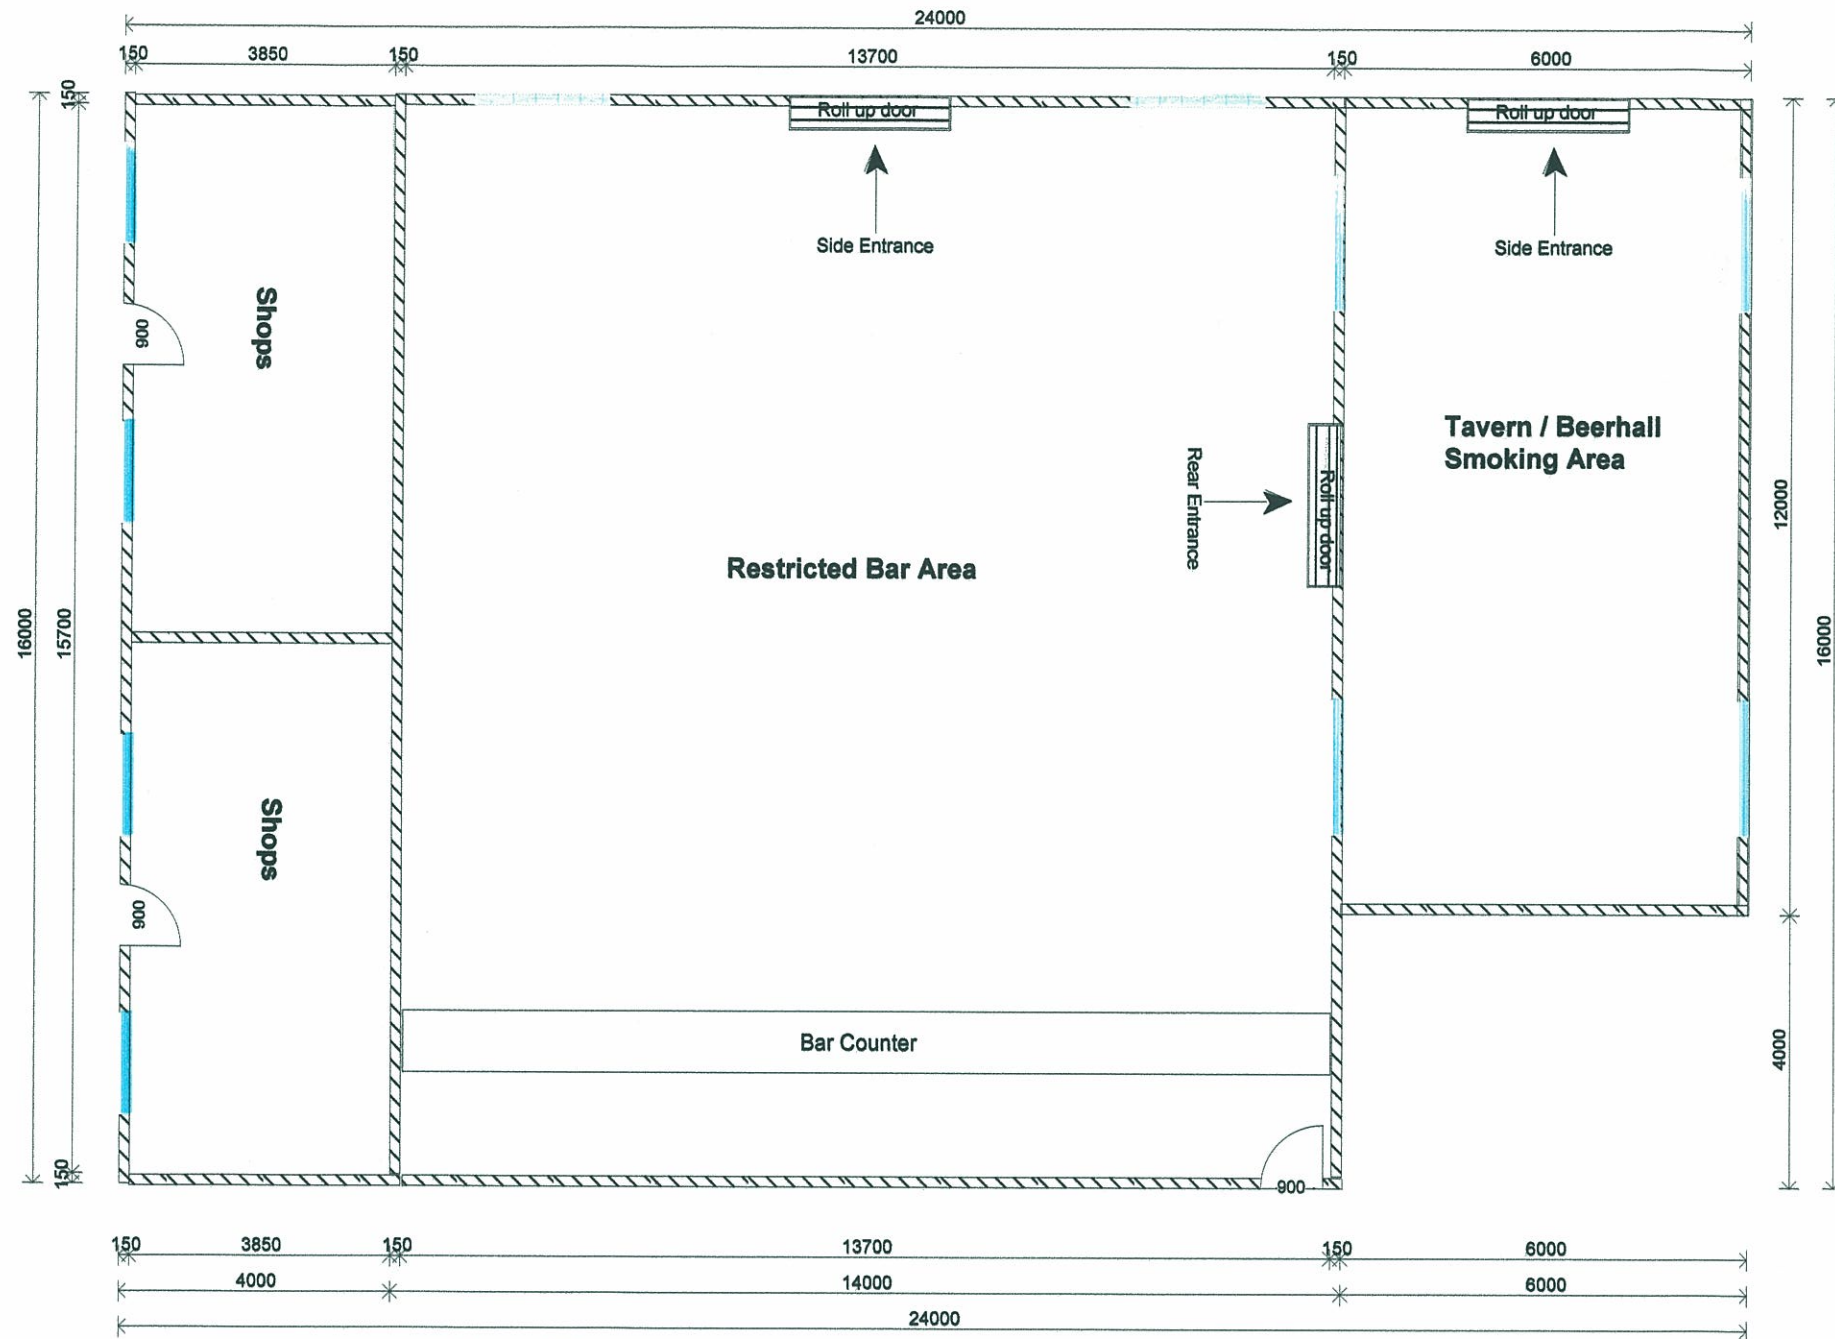 24000
150
3850
150
13700
150
6000
150
Roll up door
Roll up door
Side Entrance
Side Entrance
Shops
900
Tavern / Beerhall
Smoking Area
Rear Entrance
Roll up door
12000
Restricted Bar Area
16000
15700
16000
Shops
900
Bar Counter
4000
150
900
150
3850
150
13700
150
6000
4000
14000
6000
24000